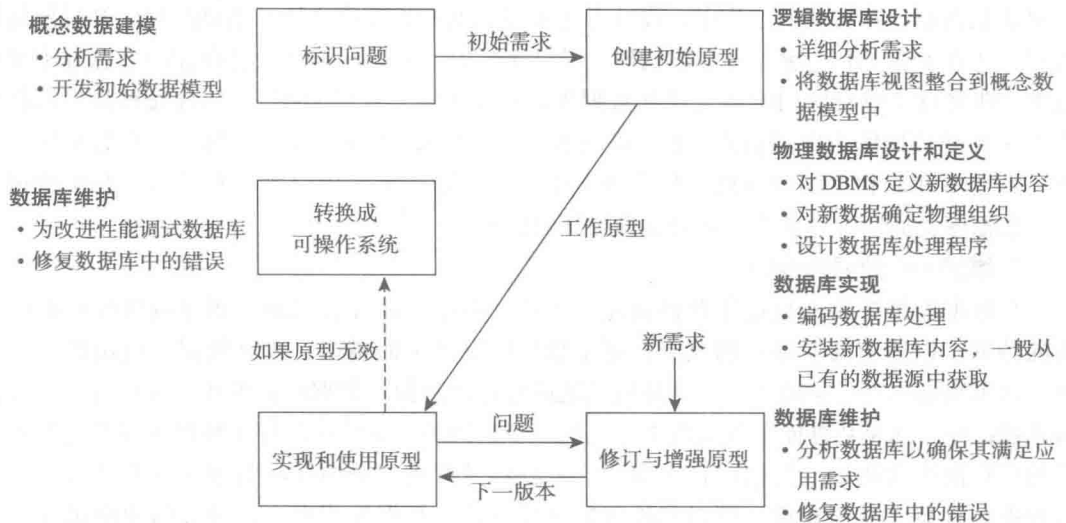 概念数据建模
• 分析需求
• 开发初始数据模型
标识问题
初始需求
创建初始原型
逻辑数据库设计
• 详细分析需求
• 将数据库视图整合到概念数
据模型中
物理数据库设计和定义
• 对 DBMS 定义新数据库内容
• 对新数据确定物理组织
• 设计数据库处理程序
数据库维护
• 为改进性能调试数据库
• 修复数据库中的错误
转换成
可操作系统
工作原型
数据库实现
• 编码数据库处理
• 安装新数据库内容，一般从
已有的数据源中获取
如果原型无效
新需求
数据库维护
• 分析数据库以确保其满足应
用需求
• 修复数据库中的错误
实现和使用原型
问题
下一版本
修订与增强原型